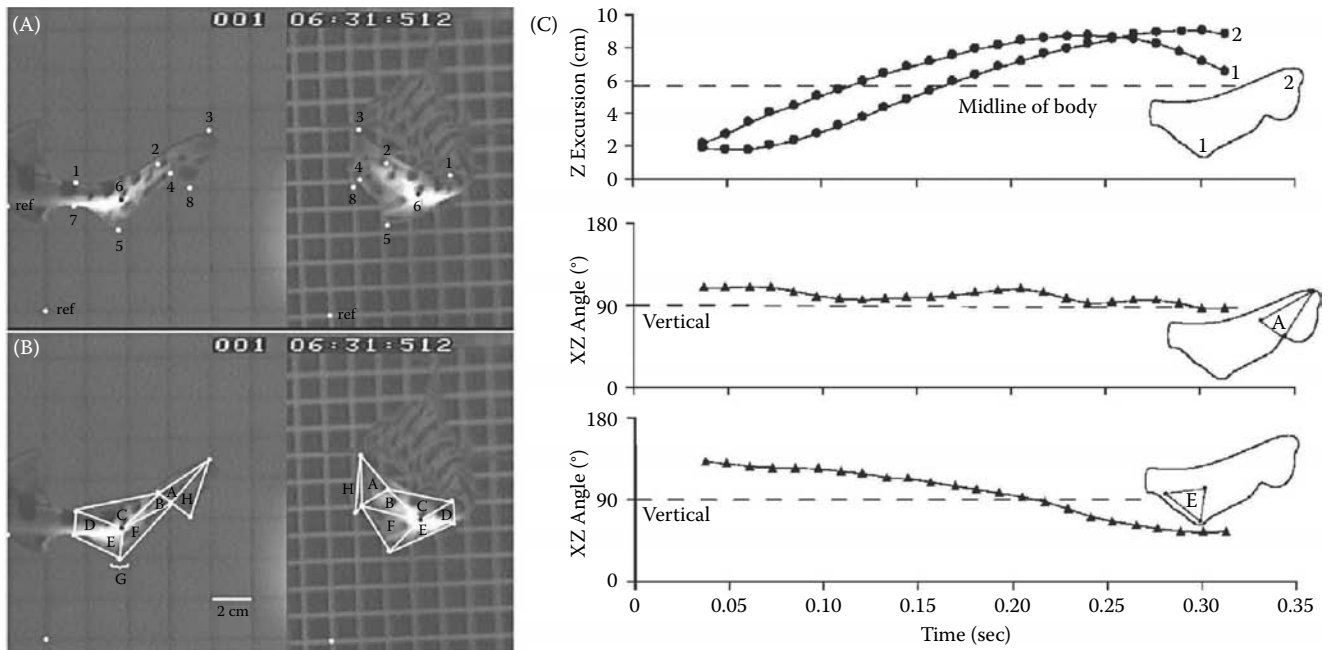 (A)
001
06:31:512
3
1
2
6
4
8
ref
7
5
ref
3
2
1
4
8
6
5
ref
(B)
001
06:31:512
A
B
H
C
D
F
E
G
2 cm
H
A
B
C
D
F
E
(C)
Z Excursion (cm)
10
8
6
4
2
0
2
1
Midline of body
2
1
XZ Angle (°)
180
90
0
Vertical
A
XZ Angle (°)
180
90
0
Vertical
E
0
0.05
0.10
0.15
0.20
0.25
0.30
0.35
Time (sec)